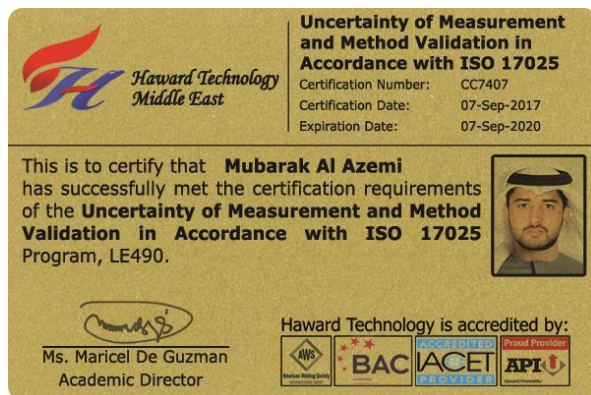 Haward Technology
Middle East
Uncertainty of Measurement
and Method Validation in
Accordance with ISO 17025
Certification Number: CC7407
Certification Date: 07-Sep-2017
Expiration Date: 07-Sep-2020
This is to certify that Mubarak Al Azemi
has successfully met the certification requirements
of the Uncertainty of Measurement and Method
Validation in Accordance with ISO 17025
Program, LE490.
Ms. Maricel De Guzman
Academic Director
Haward Technology is accredited by:
AWS
American Welding Society
BAC
ACCREDITED
IACET
PROVIDER
Proud Provider
API